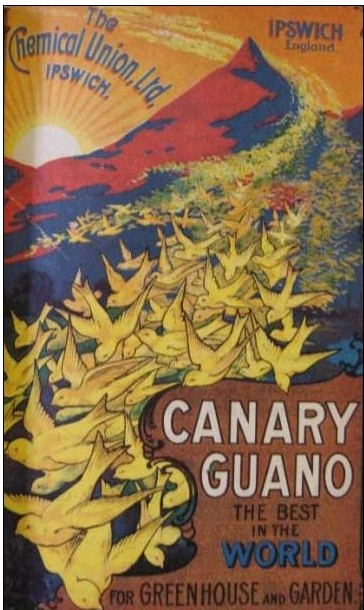 The
Chemical Union, Ltd,
IPSWICH.
IPSWICH
England.
CANARY
GUANO
THE BEST
IN THE
WORLD
FOR GREENHOUSE AND GARDEN.